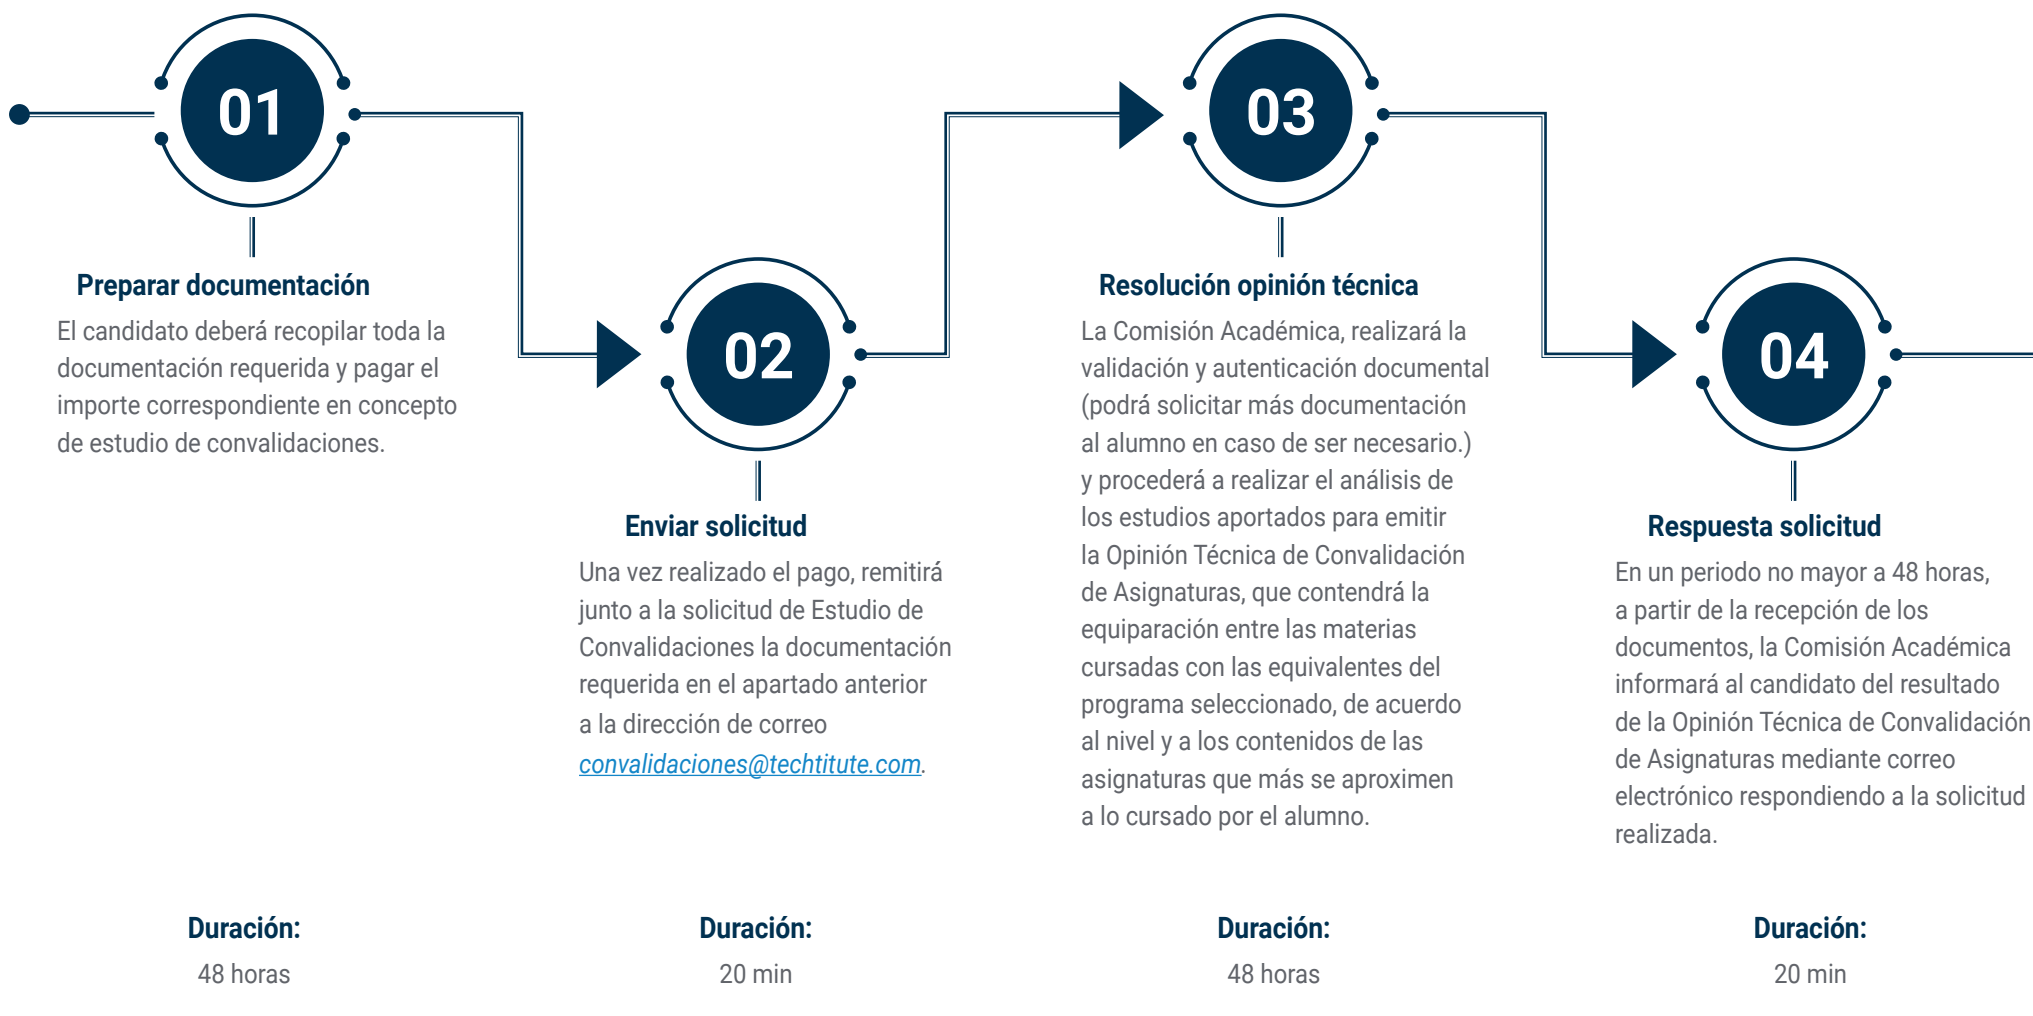 01
Preparar documentación
El candidato deberá recopilar toda la
documentación requerida y pagar el
importe correspondiente en concepto
de estudio de convalidaciones.
Duración:
48 horas
02
Enviar solicitud
Una vez realizado el pago, remitirá
junto a la solicitud de Estudio de
Convalidaciones la documentación
requerida en el apartado anterior
a la dirección de correo
convalidaciones@techtitute.com.
Duración:
20 min
03
Resolución opinión técnica
La Comisión Académica, realizará la
validación y autenticación documental
(podrá solicitar más documentación
al alumno en caso de ser necesario.)
y procederá a realizar el análisis de
los estudios aportados para emitir
la Opinión Técnica de Convalidación
de Asignaturas, que contendrá la
equiparación entre las materias
cursadas con las equivalentes del
programa seleccionado, de acuerdo
al nivel y a los contenidos de las
asignaturas que más se aproximen
a lo cursado por el alumno.
Duración:
48 horas
04
Respuesta solicitud
En un periodo no mayor a 48 horas,
a partir de la recepción de los
documentos, la Comisión Académica
informará al candidato del resultado
de la Opinión Técnica de Convalidación
de Asignaturas mediante correo
electrónico respondiendo a la solicitud
realizada.
Duración:
20 min